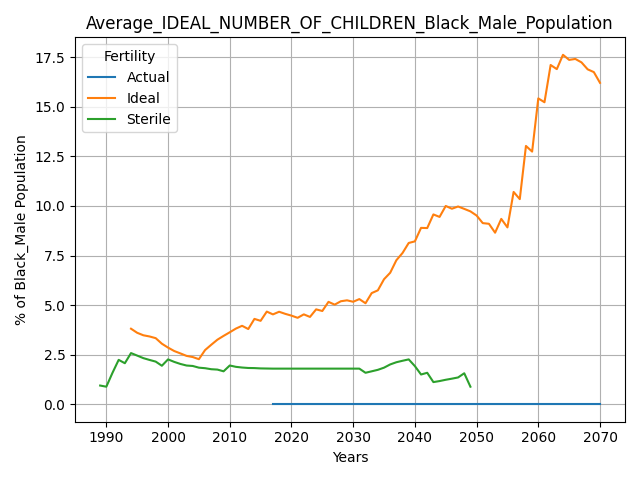 Average_IDEAL_NUMBER_OF_CHILDREN_Black_Male_Population
Fertility
Actual
Ideal
Sterile
% of Black_Male Population
17.5
15.0
12.5
10.0
7.5
5.0
2.5
0.0
1990 2000 2010 2020 2030 2040 2050 2060 2070
Years